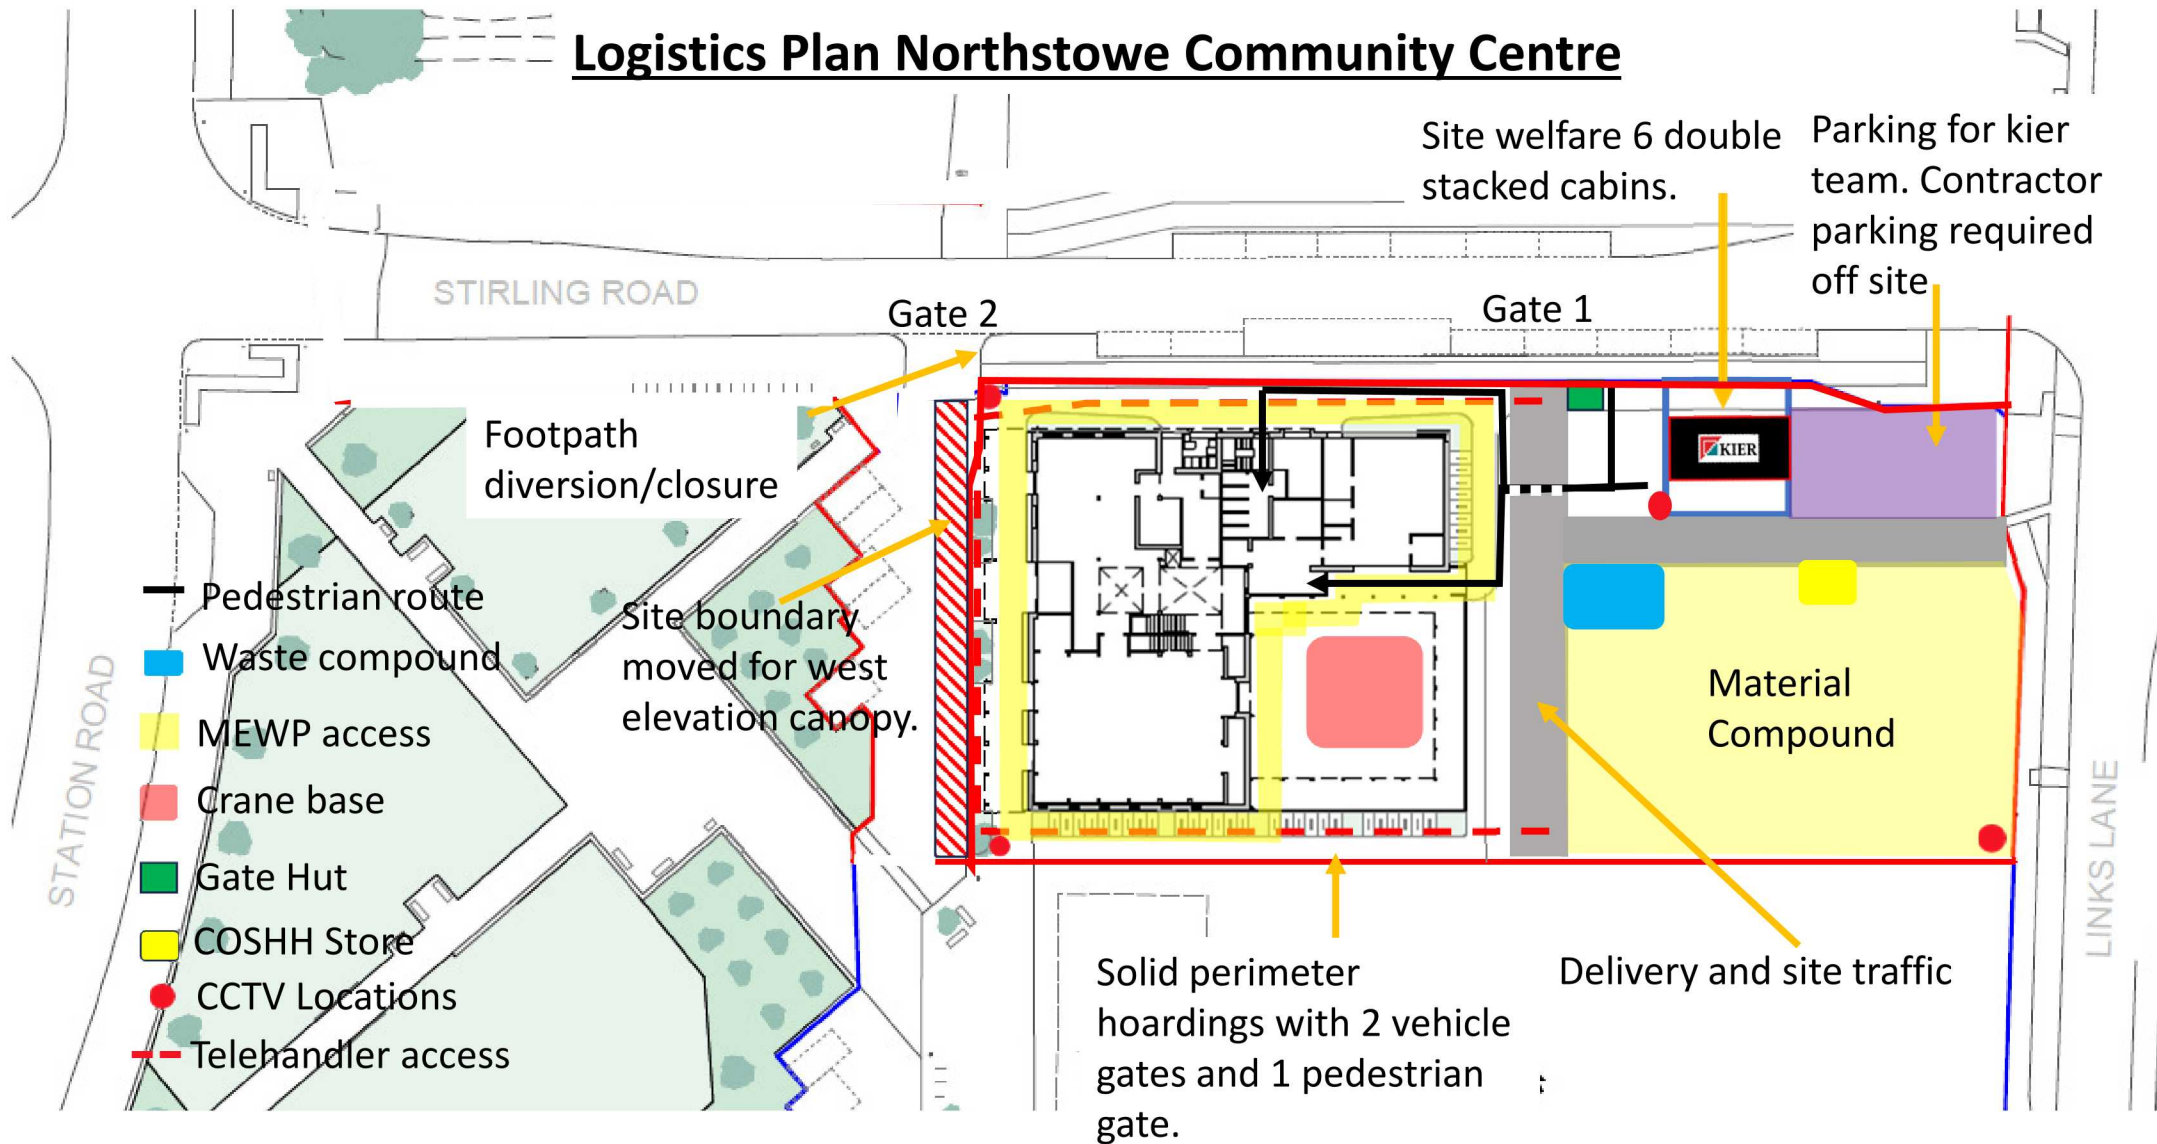 Logistics Plan Northstowe Community Centre
Site welfare 6 double
stacked cabins.
Parking for kier
team. Contractor
parking required
off site
STIRLING ROAD
Gate 2
Gate 1
Footpath
diversion/closure
KIER
Site boundary
moved for west
elevation canopy.
Pedestrian route
Waste compound
MEWP access
Crane base
Gate Hut
COSHH Store
CCTV Locations
Telehandler access
STATION ROAD
Material
Compound
LINKS LANE
Solid perimeter
hoardings with 2 vehicle
gates and 1 pedestrian
gate.
Delivery and site traffic